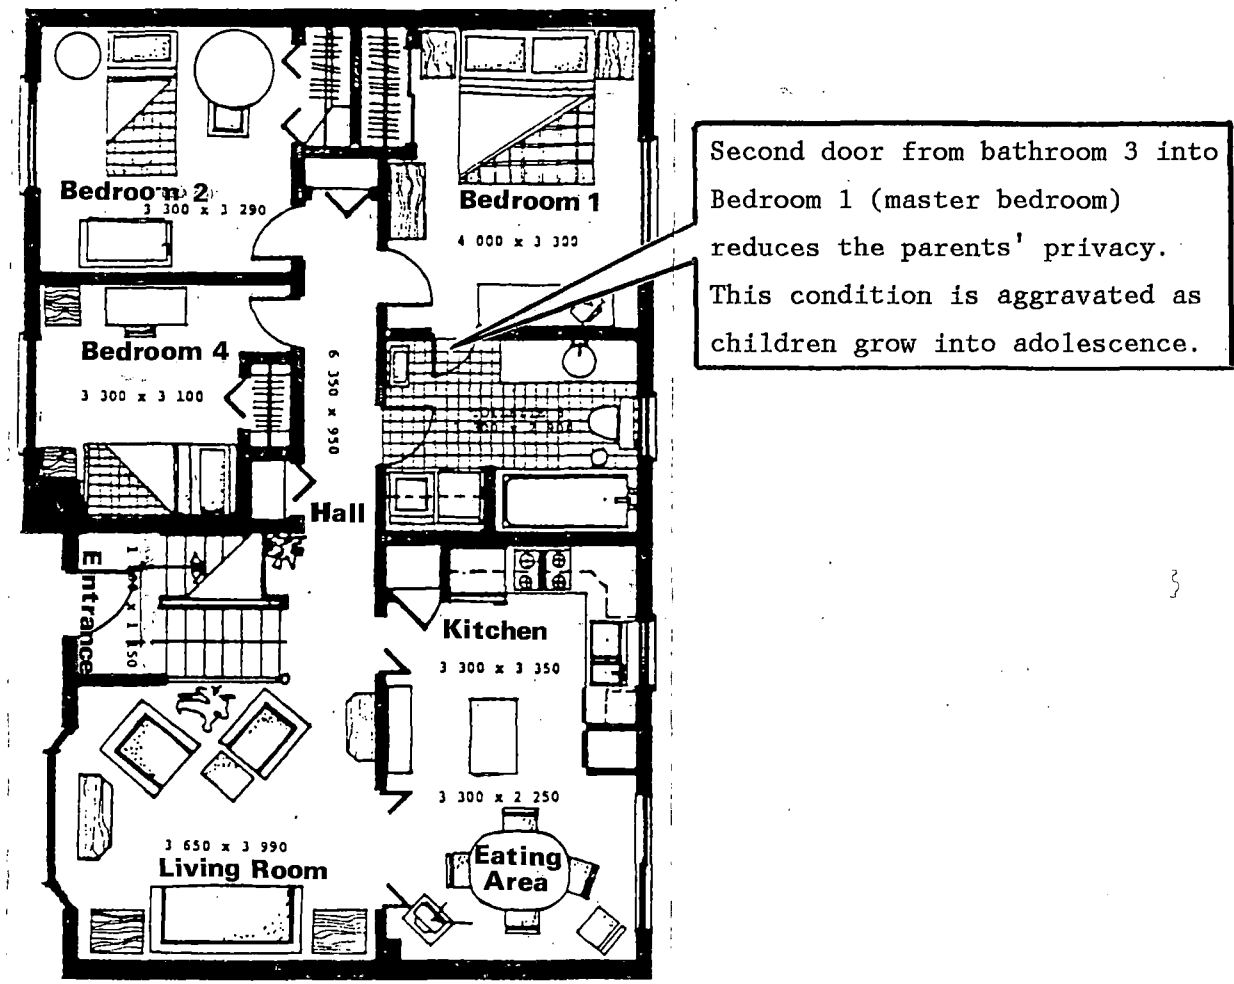 Bedroom 2
3 300 x 3 290
Bedroom 1
4 000 x 3 300
Second door from bathroom 3 into
Bedroom 1 (master bedroom)
reduces the parents' privacy.
This condition is aggravated as
children grow into adolescence.
Bedroom 4
3 300 x 3 100
6 350 x 950
Hall
Entrance
x 1 150
Kitchen
3 300 x 3 350
3 300 x 2 250
3 650 x 3 990
Living Room
Eating
Area